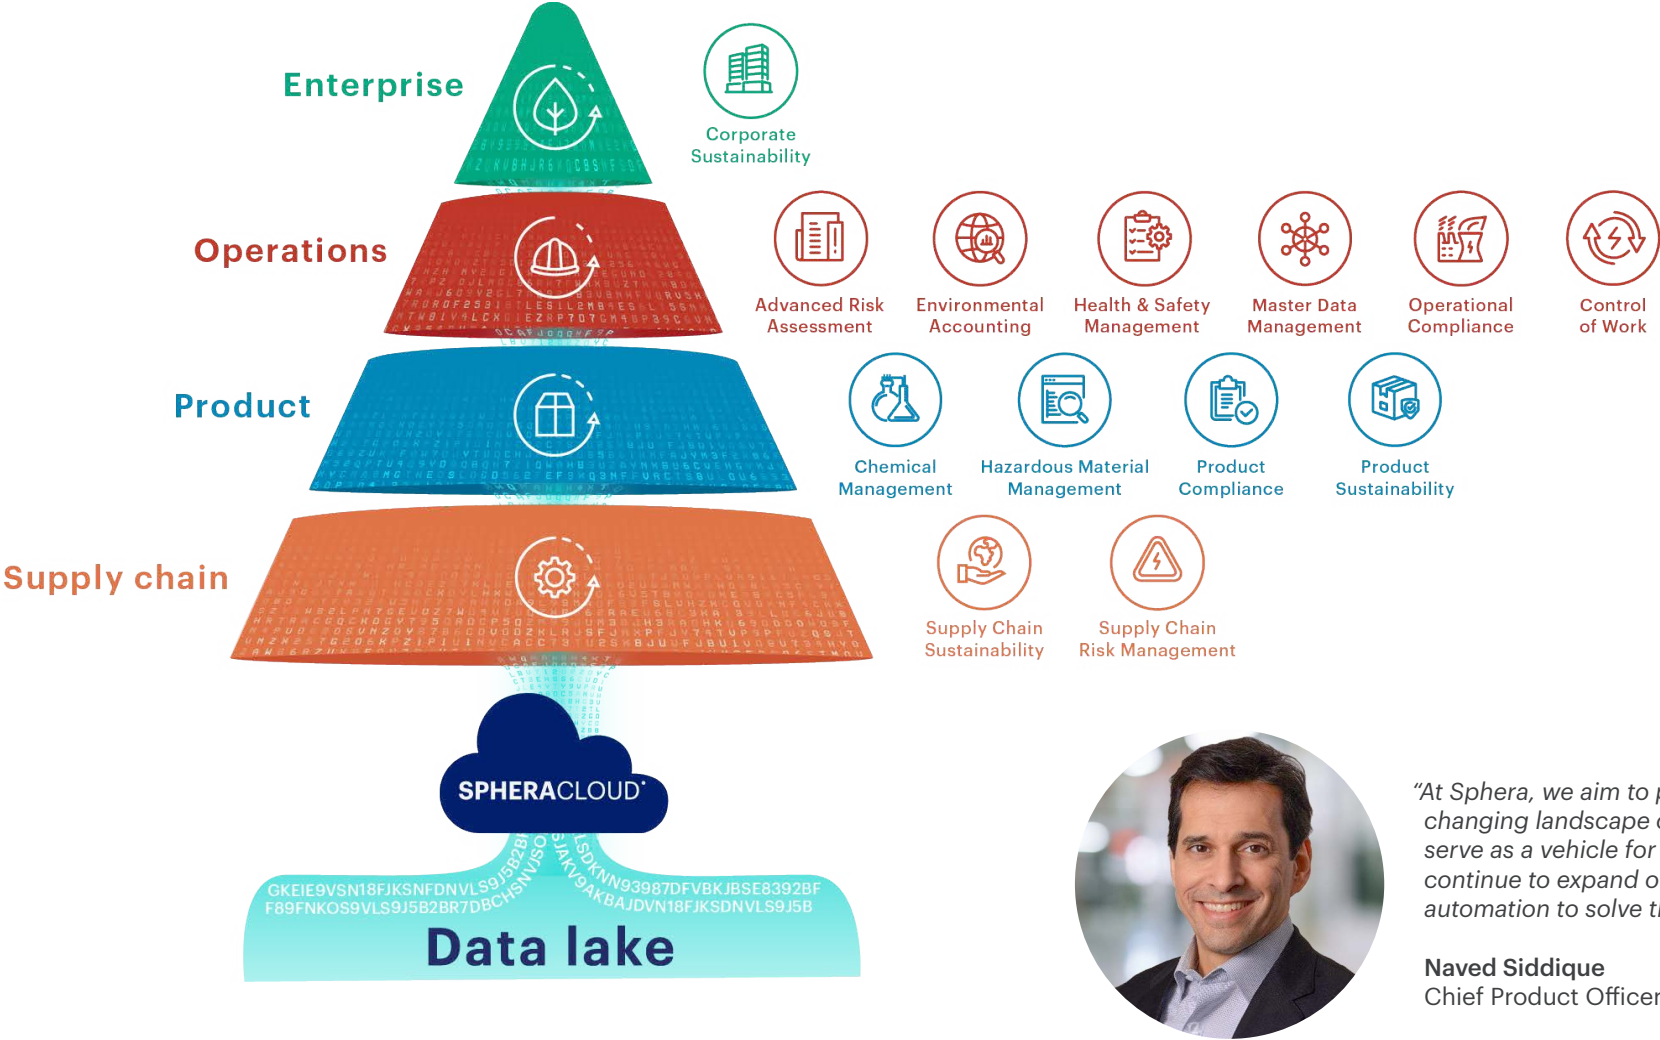 Enterprise
Corporate
Sustainability
Operations
Advanced Risk
Assessment
Environmental
Accounting
Health & Safety
Management
Master Data
Management
Operational
Compliance
Control
of Work
Product
Chemical
Management
Hazardous Material
Management
Product
Compliance
Product
Sustainability
Supply chain
Supply Chain
Sustainability
Supply Chain
Risk Management
SPHERACLOUD
GKEIE9VSN18FJKSNFDNVLS9J5B2B
LSDKNN93987DFVBKJBSE8392BF
F89FNKOS9VLS9J5B2BR7DBCHSNVJSO
SJAKV9AKBAJDVN18FJKSDNVLS9J5B
Data lake
“At Sphera, we aim to
changing landscape
serve as a vehicle for
continue to expand
automation to solve
Naved Siddique
Chief Product Officer